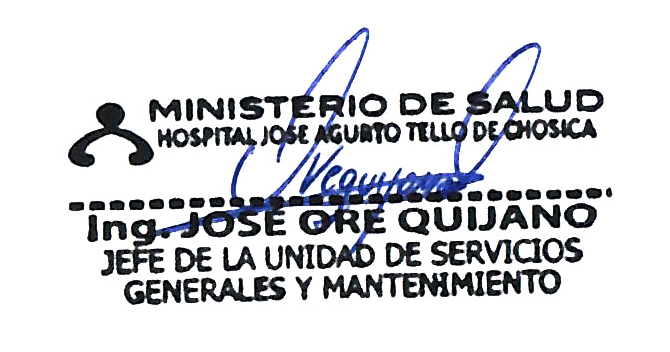 MINISTERIO DE SALUD
HOSPITAL JOSE AGURTO TELLO DE CHOSICA
Ing. JOSE ORE QUIJANO
JEFE DE LA UNIDAD DE SERVICIOS
GENERALES Y MANTENIMIENTO